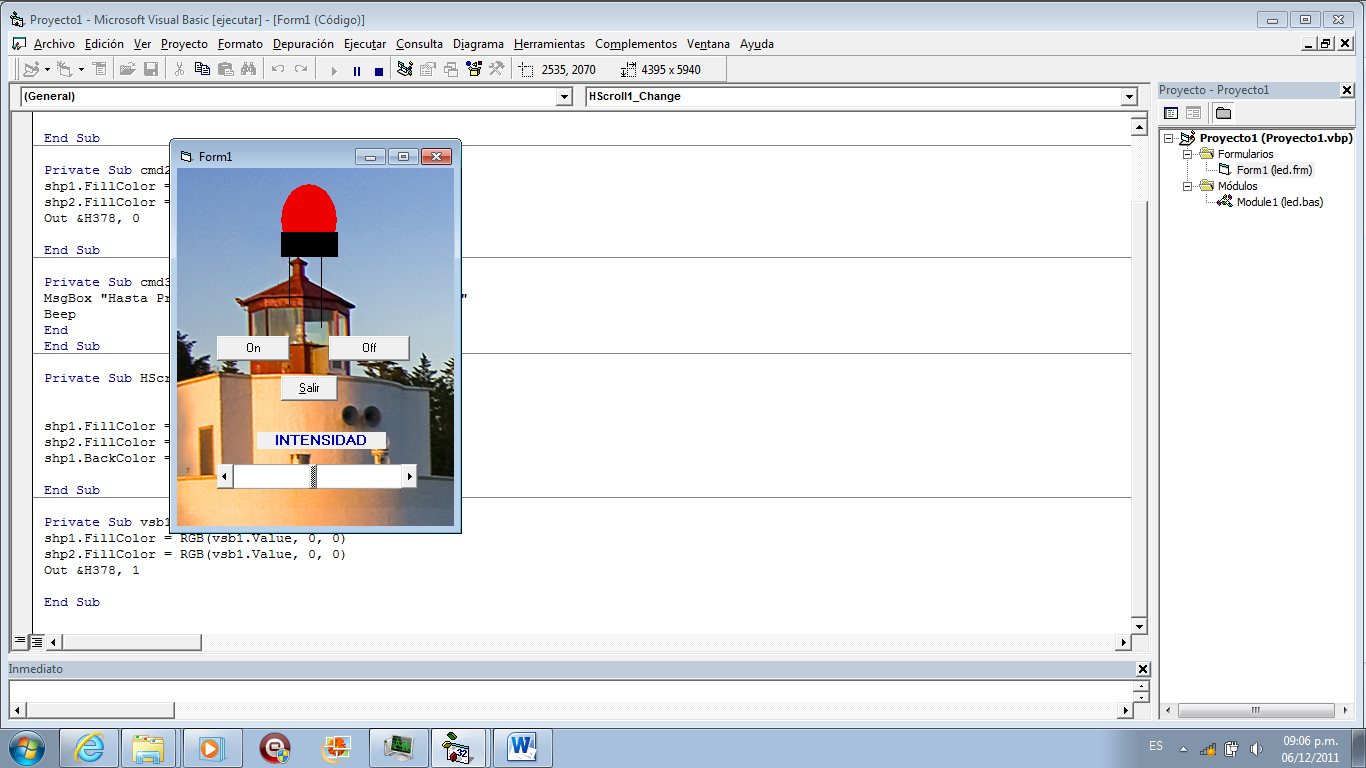 Proyecto1 - Microsoft Visual Basic [ejecutar] - [Form1 (Código)]
Archivo Edición Ver Proyecto Formato Depuración Ejecutar Consulta Diagrama Herramientas Complementos Ventana Ayuda
2535, 2070 4395 x 5940
(General) HScroll1_Change
Proyecto - Proyecto1
Proyecto1 (Proyecto1.vbp)
Formularios
Form1 (led.frm)
Módulos
Module1 (led.bas)
End Sub
Private Sub cmd2
shp1.FillColor =
shp2.FillColor =
Out &H378, 0
End Sub
Private Sub cmd3
MsgBox "Hasta Pr "
Beep
End
End Sub
Private Sub HScr
shp1.FillColor =
shp2.FillColor =
shp1.BackColor =
End Sub
Private Sub vsb1
shp1.FillColor = RGB(vsb1.Value, 0, 0)
shp2.FillColor = RGB(vsb1.Value, 0, 0)
Out &H378, 1
End Sub
Form1
On Off
Salir
INTENSIDAD
Inmediato
32
ES
09:06 p.m.
06/12/2011